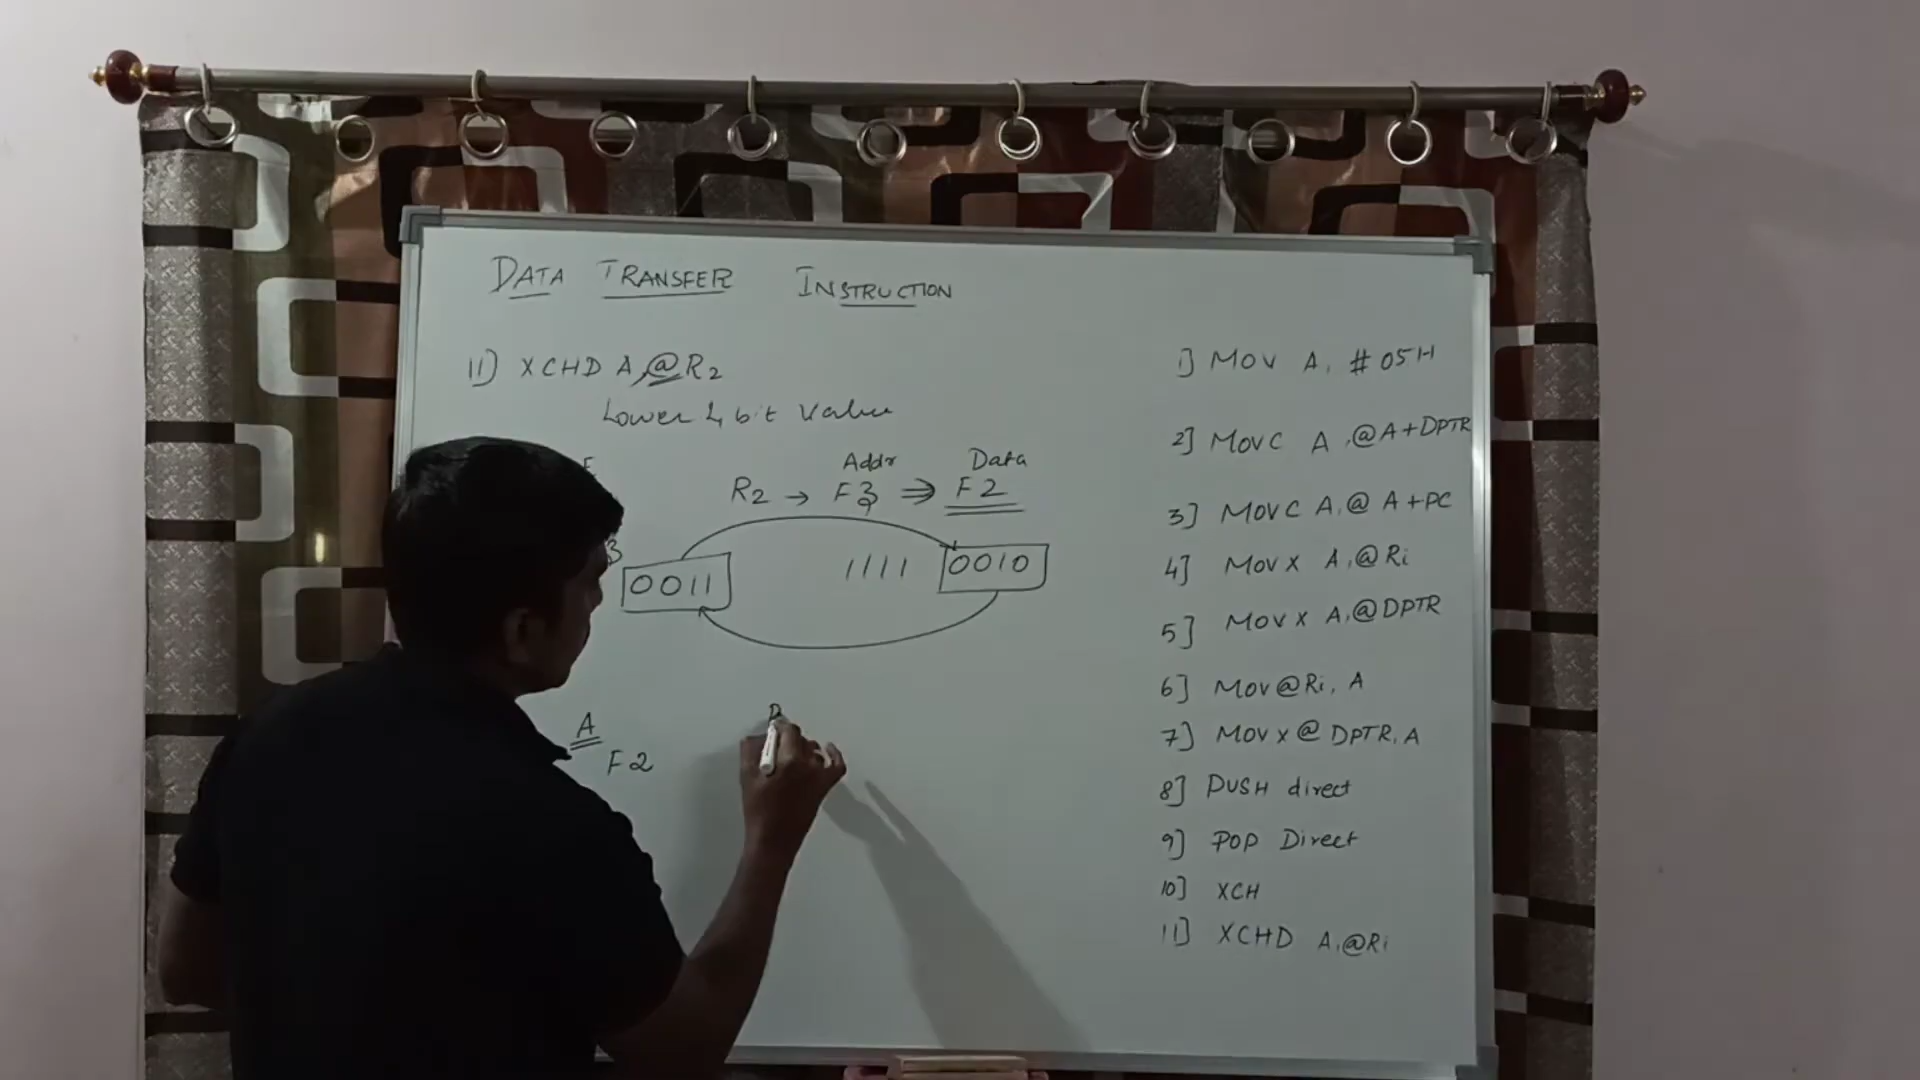 DATA TRANSFER INSTRUCTION
11] XCHD A,@R2
Lower 4 bit Value
Addr Data
R2 → F3 ⇒ F2
3
0011 1111 0010
A
F2
1] MOV A, #05H
2] MOVC A,@A+DPTR
3] MOVC A,@A+PC
4] MOVX A,@Ri
5] MOVX A,@DPTR
6] MOV@Ri, A
7] MOVX@DPTR,A
8] PUSH direct
9] POP Direct
10] XCH
11] XCHD A,@Ri